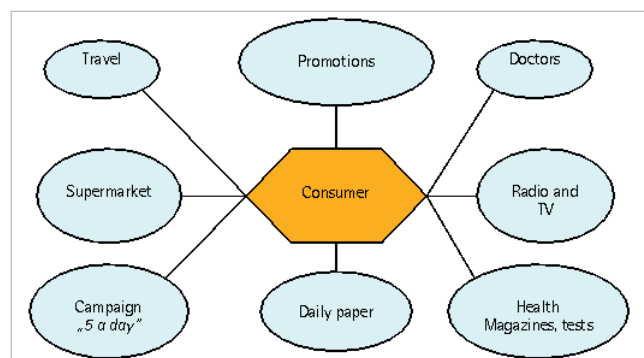 Travel
Promotions
Doctors
Supermarket
Consumer
Radio and
TV
Campaign
„5 a day”
Daily paper
Health
Magazines, tests